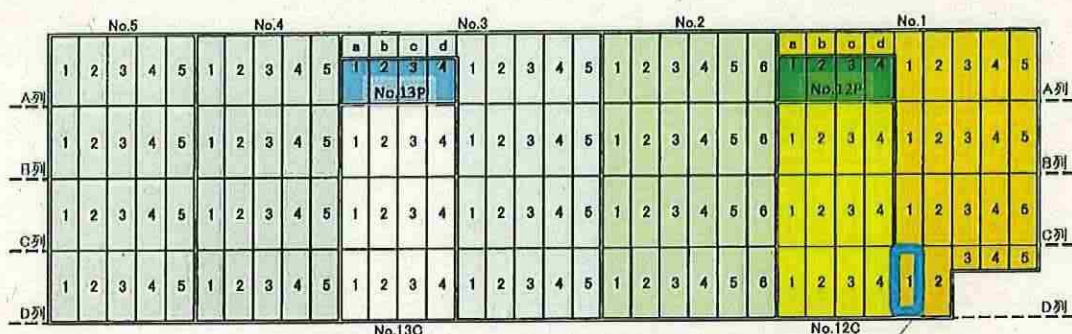 No.5 No.4 No.3 No.2 No.1
a b c d a b c d
1 2 3 4 5 1 2 3 4 5 1 2 3 4 1 2 3 4 5 1 2 3 4 5 6 1 2 3 4 1 2 3 4 5
No.13P No.12P
A列 A列
1 2 3 4 5 1 2 3 4 5 1 2 3 4 1 2 3 4 5 1 2 3 4 5 6 1 2 3 4 1 2 3 4 5
B列 B列
1 2 3 4 5 1 2 3 4 5 1 2 3 4 1 2 3 4 5 1 2 3 4 5 6 1 2 3 4 1 2 3 4 5
C列 C列
3 4 5
1 2 3 4 5 1 2 3 4 5 1 2 3 4 1 2 3 4 5 1 2 3 4 5 6 1 2 3 4 1 2
D列 D列
No.13C No.12C